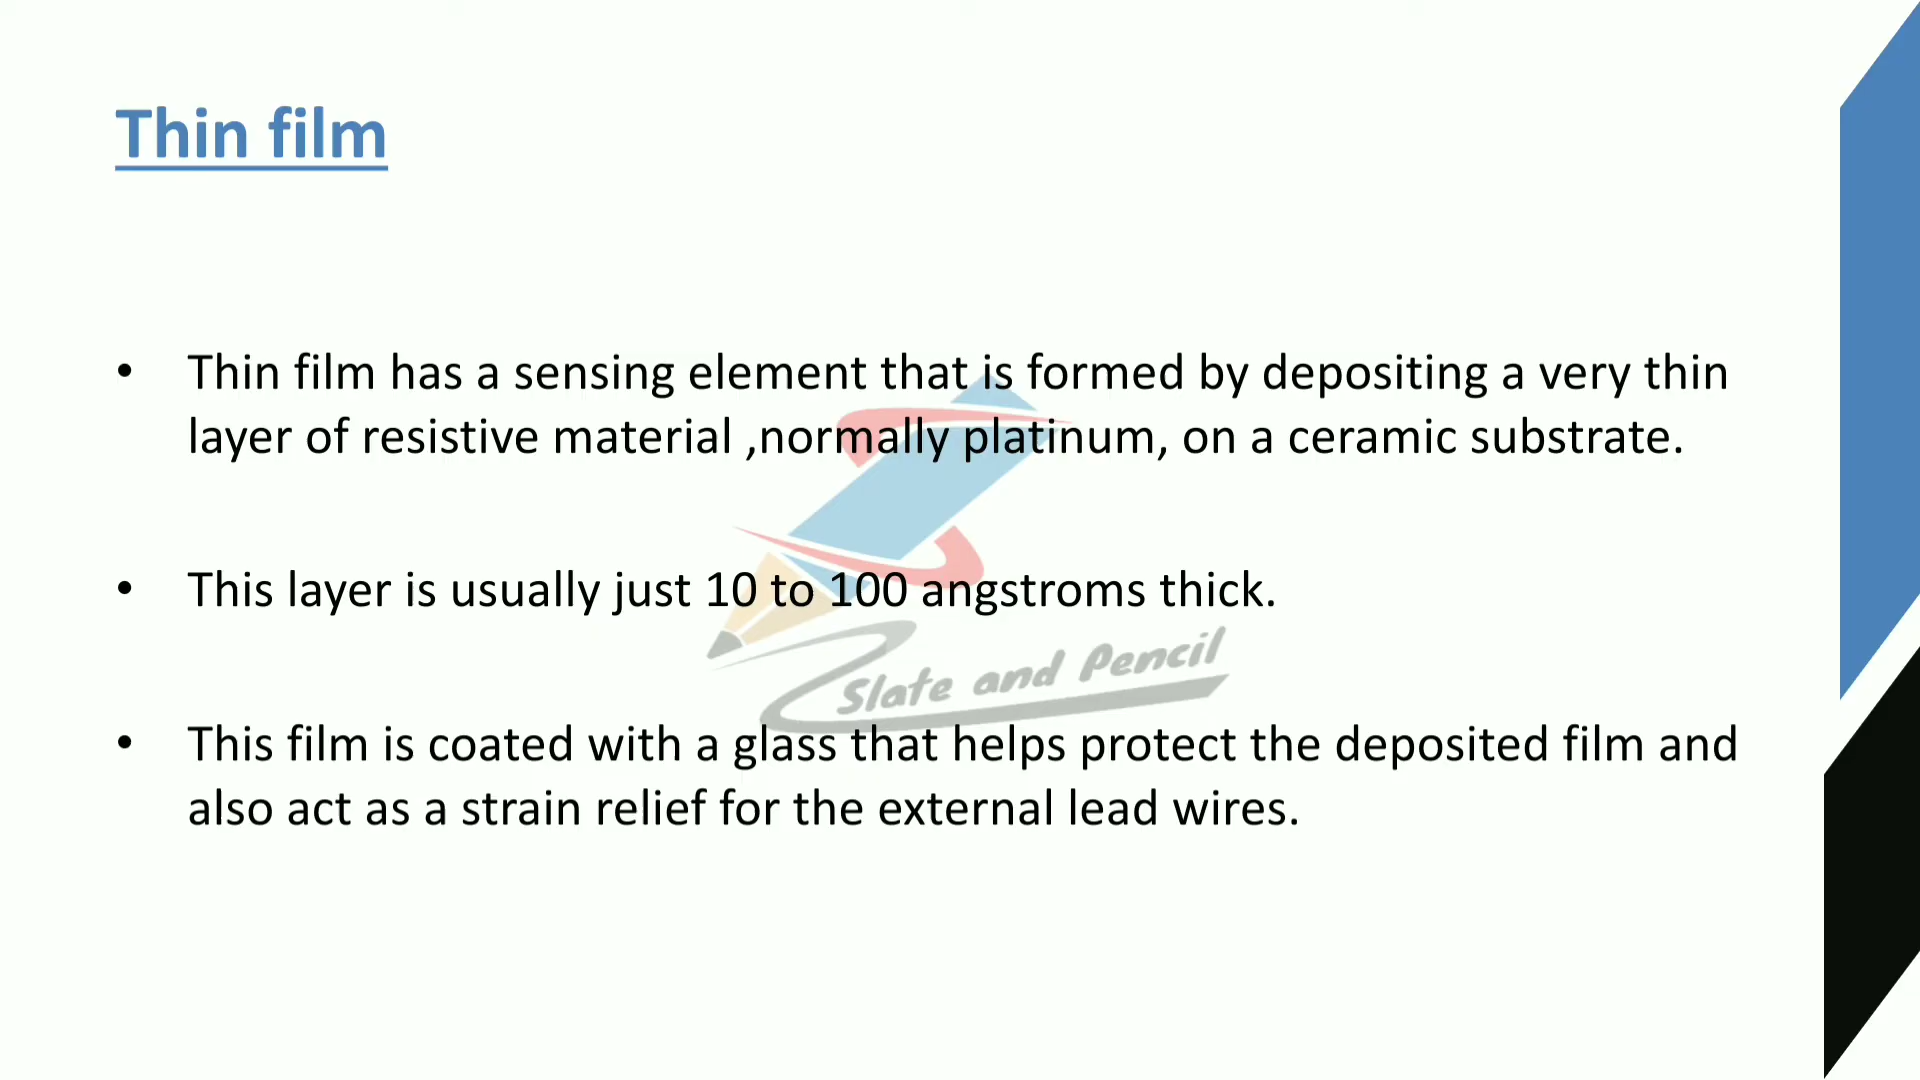 Thin film
• Thin film has a sensing element that is formed by depositing a very thin
layer of resistive material ,normally platinum, on a ceramic substrate.
• This layer is usually just 10 to 100 angstroms thick.
Slate and Pencil
• This film is coated with a glass that helps protect the deposited film and
also act as a strain relief for the external lead wires.